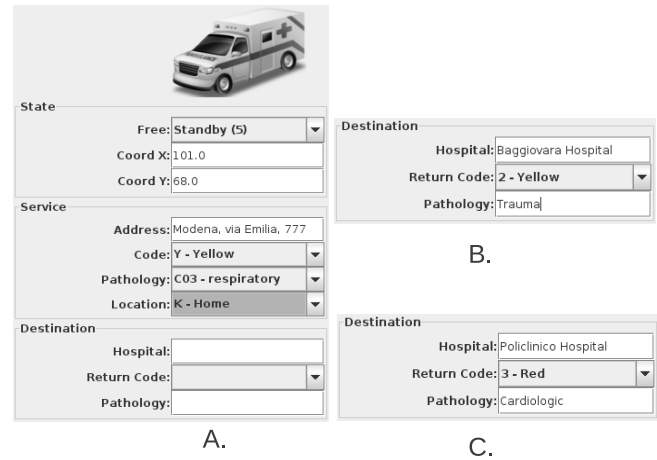 AMBULANCE
State
Free: Standby (5)
Coord X: 101.0
Coord Y: 68.0
Service
Address: Modena, via Emilia, 777
Code: Y - Yellow
Pathology: C03 - respiratory
Location: K - Home
Destination
Hospital:
Return Code:
Pathology:
A.
Destination
Hospital: Baggiovara Hospital
Return Code: 2 - Yellow
Pathology: Trauma
B.
Destination
Hospital: Policlinico Hospital
Return Code: 3 - Red
Pathology: Cardiologic
C.